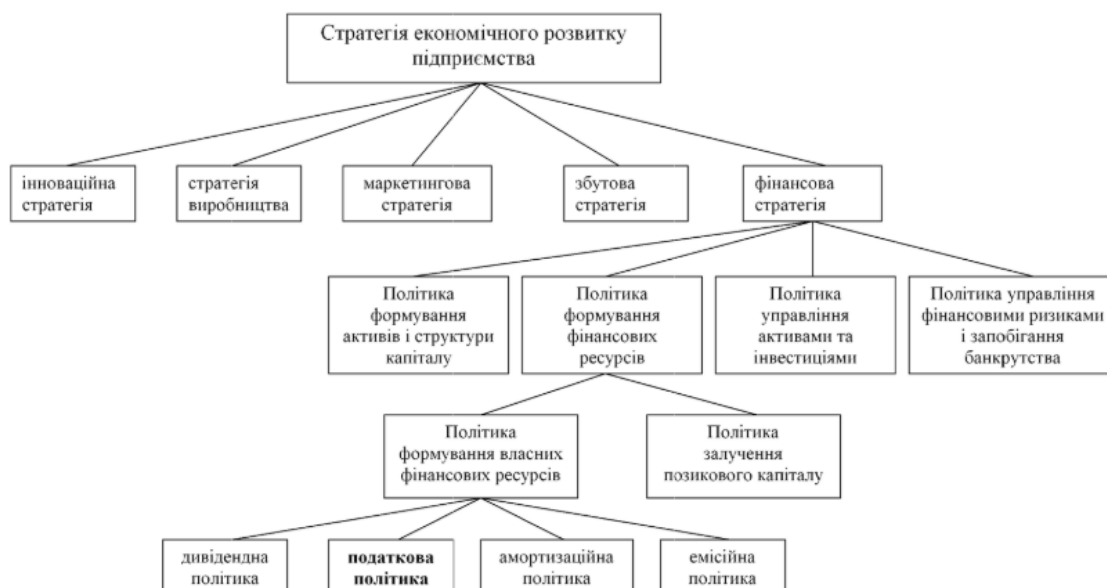 Стратегія економічного розвитку
підприємства
інноваційна
стратегія
стратегія
виробництва
маркетингова
стратегія
збутова
стратегія
фінансова
стратегія
Політика
формування
активів і структури
капіталу
Політика
формування
фінансових
ресурсів
Політика
управління
активами та
інвестиціями
Політика управління
фінансовими ризиками
і запобігання
банкрутства
Політика
формування власних
фінансових ресурсів
Політика
залучення
позикового капіталу
дивідендна
політика
податкова
політика
амортизаційна
політика
емісійна
політика